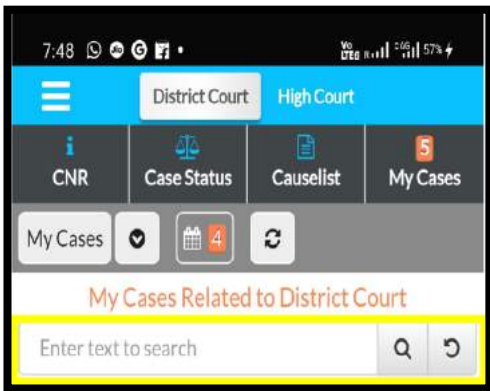 7:48 57%
District Court High Court
5
CNR Case Status Causelist My Cases
My Cases 4
My Cases Related to District Court
Enter text to search